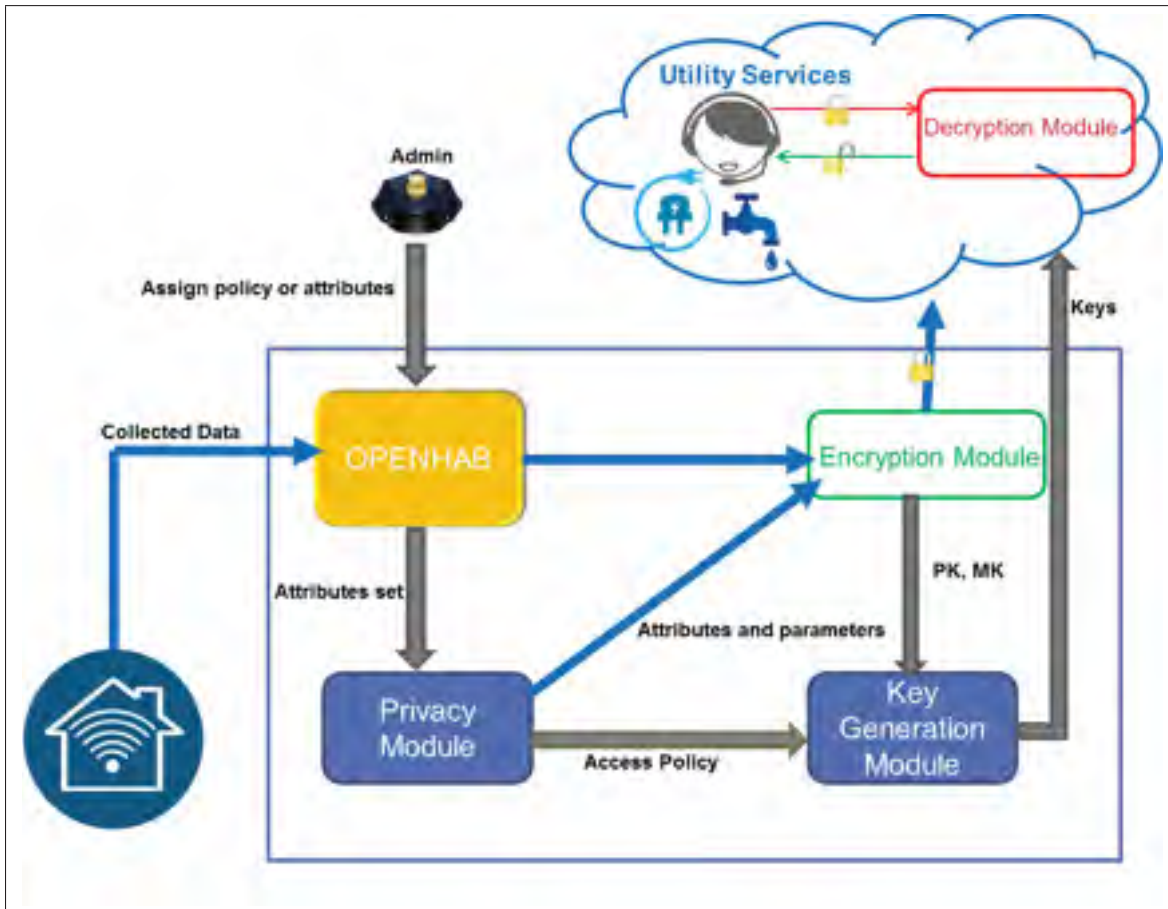 Utility Services
Decryption Module
Admin
Assign policy or attributes
Keys
Collected Data
OPENHAB
Encryption Module
PK, MK
Attributes set
Attributes and parameters
Privacy
Module
Key
Generation
Module
Access Policy